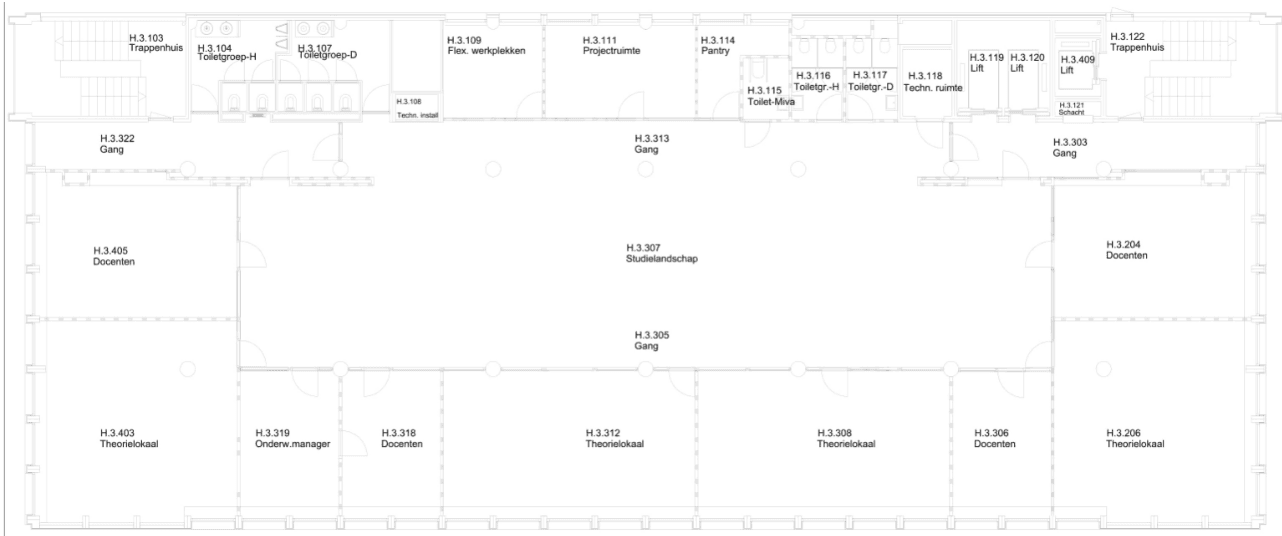 H.3.103
Trappenhuis
H.3.104
Toiletgroep-H
H.3.107
Toiletgroep-D
H.3.108
Techn. install
H.3.109
Flex. werkplekken
H.3.111
Projectruimte
H.3.114
Pantry
H.3.115
Toilet-Miva
H.3.116
Toiletgr.-H
H.3.117
Toiletgr.-D
H.3.118
Techn. ruimte
H.3.119
Lift
H.3.120
Lift
H.3.409
Lift
H.3.121
Schacht
H.3.122
Trappenhuis
H.3.322
Gang
H.3.313
Gang
H.3.303
Gang
H.3.405
Docenten
H.3.307
Studielandschap
H.3.204
Docenten
H.3.305
Gang
H.3.403
Theorielokaal
H.3.319
Onderw.manager
H.3.318
Docenten
H.3.312
Theorielokaal
H.3.308
Theorielokaal
H.3.306
Docenten
H.3.206
Theorielokaal